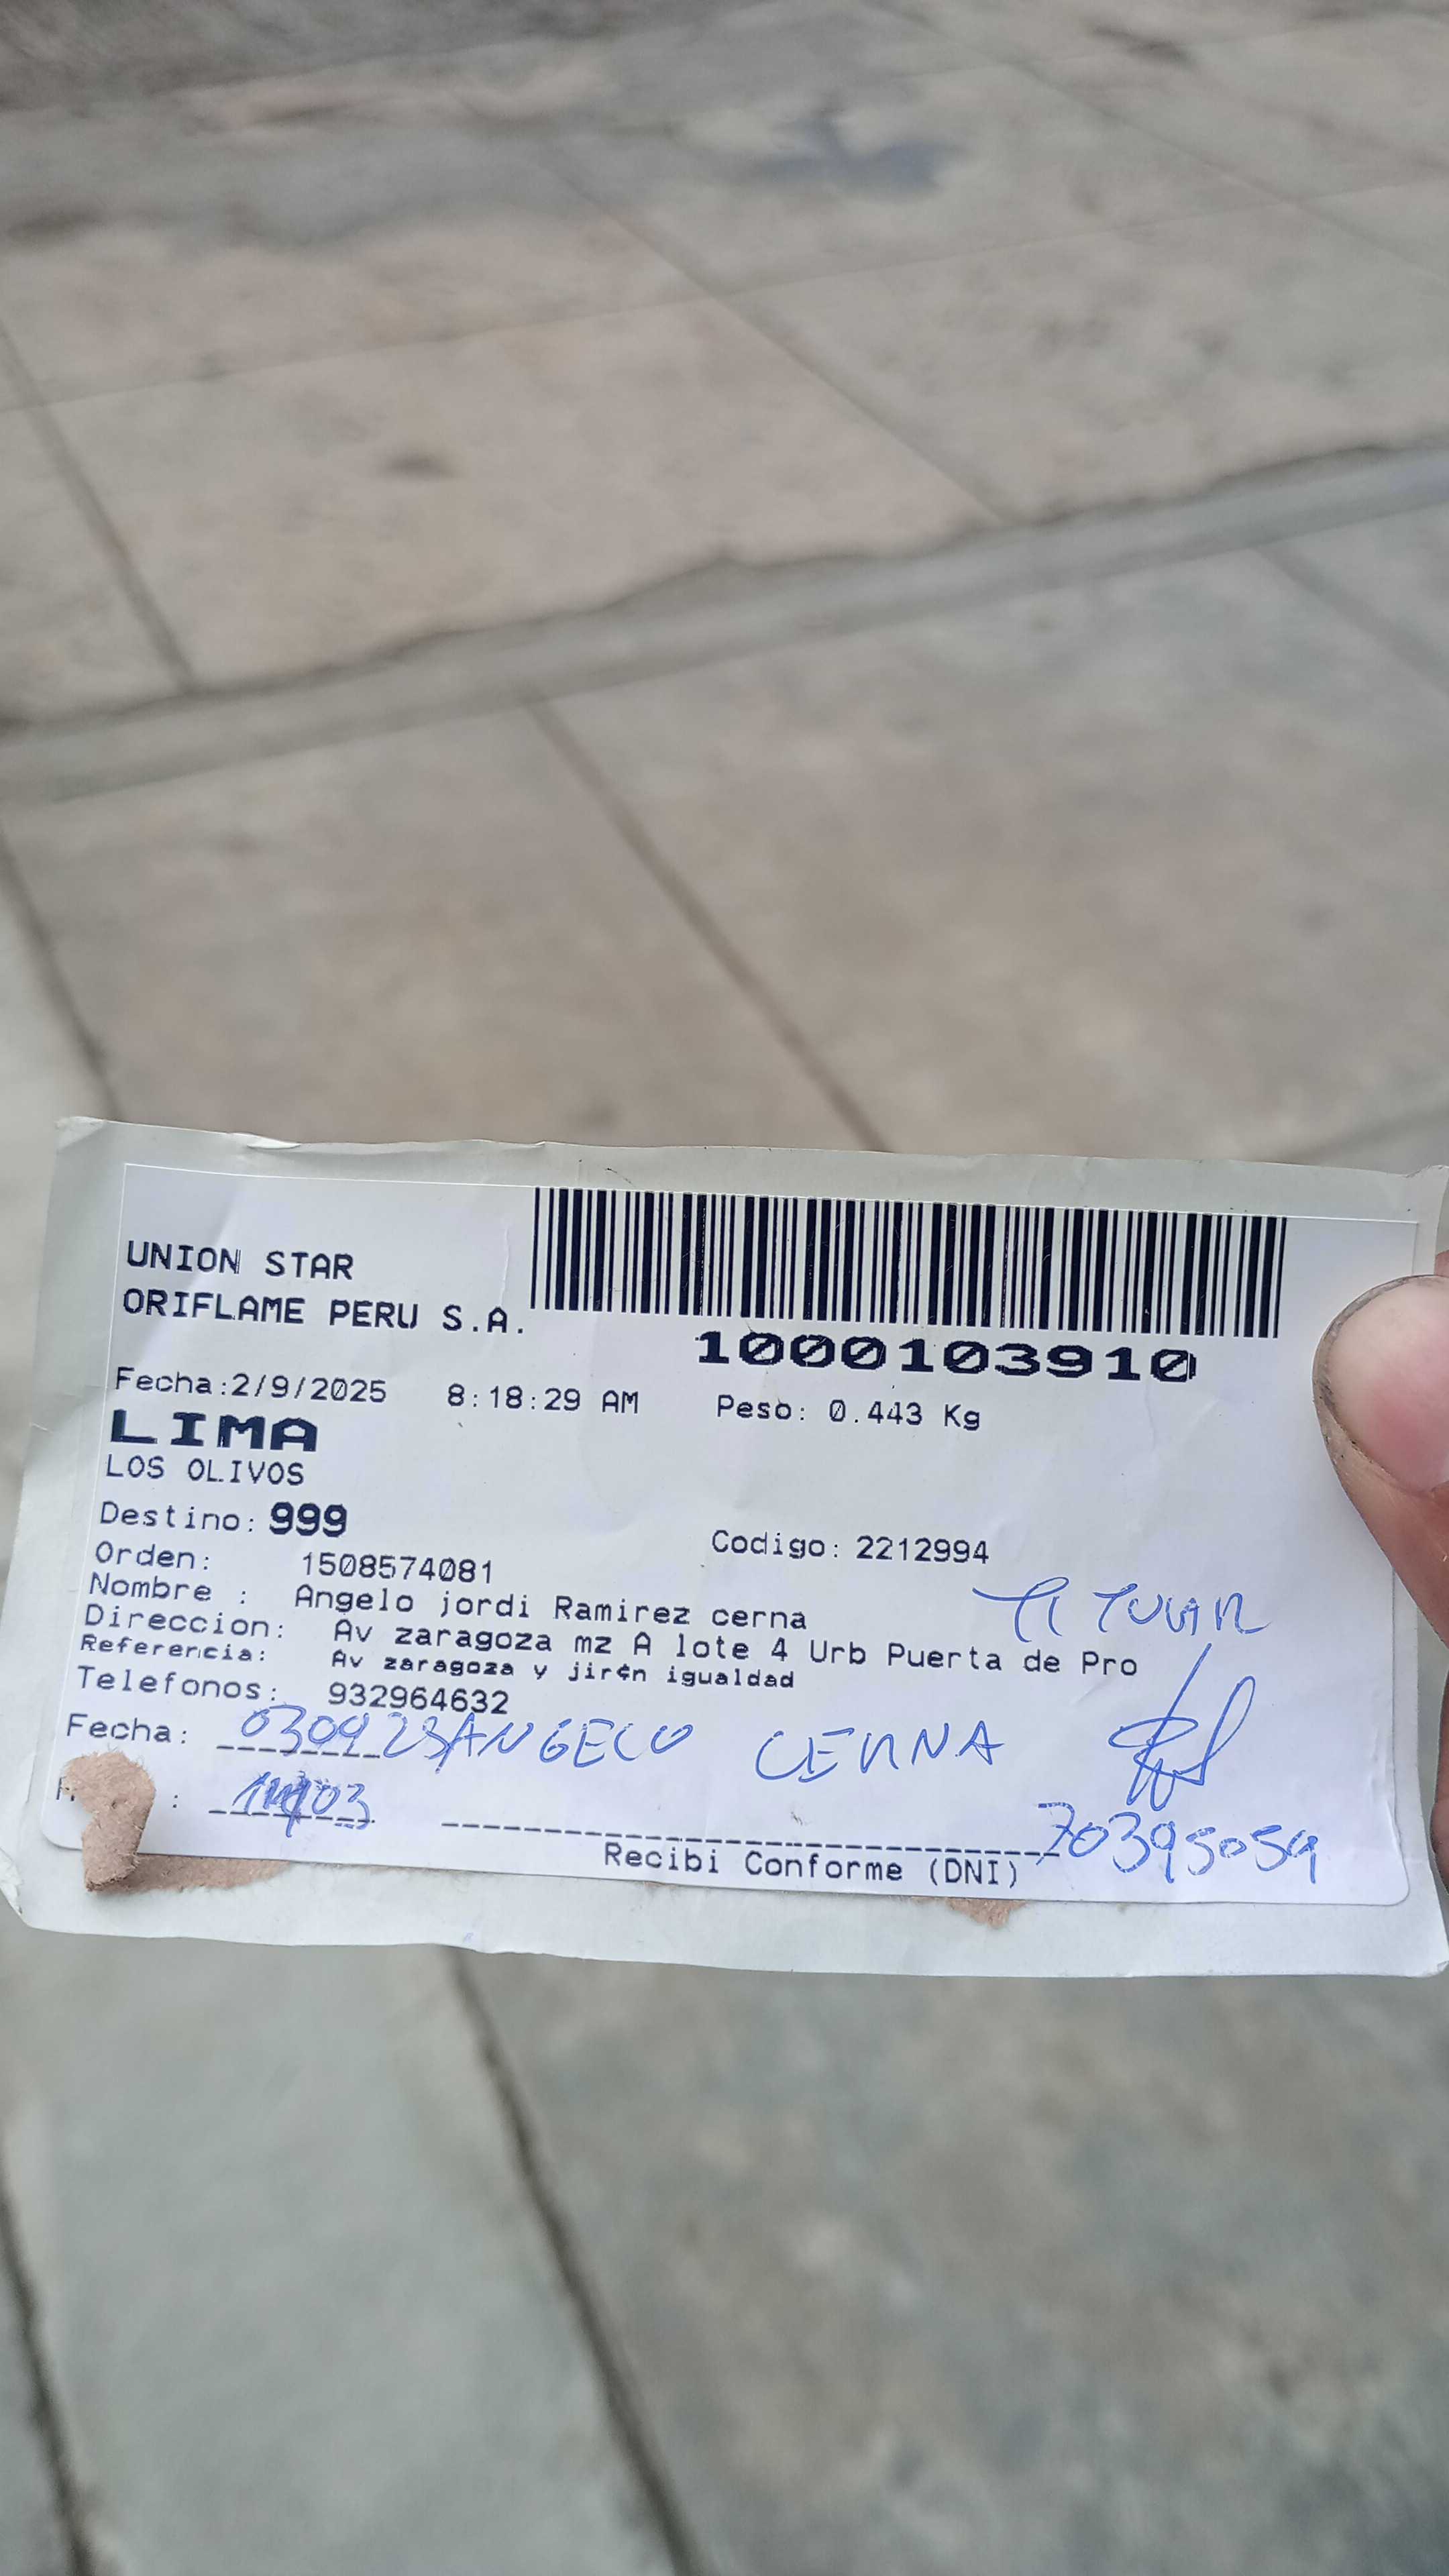 UNION STAR
ORIFLAME PERU S.A.
1000103910
Fecha:2/9/2025 8:18:29 AM Peso: 0.443 Kg
LIMA
LOS OLIVOS
Destino: 999 Codigo: 2212994
Orden: 1508574081
Nombre : Angelo jordi Ramirez cerna
TITULAR
Direccion: Av zaragoza mz A lote 4 Urb Puerta de Pro
Referencia: Av zaragoza y jir¢n igualdad
Telefonos: 932964632
Fecha: 030925 ANGELO CERNA
70395059
Recibi Conforme (DNI)